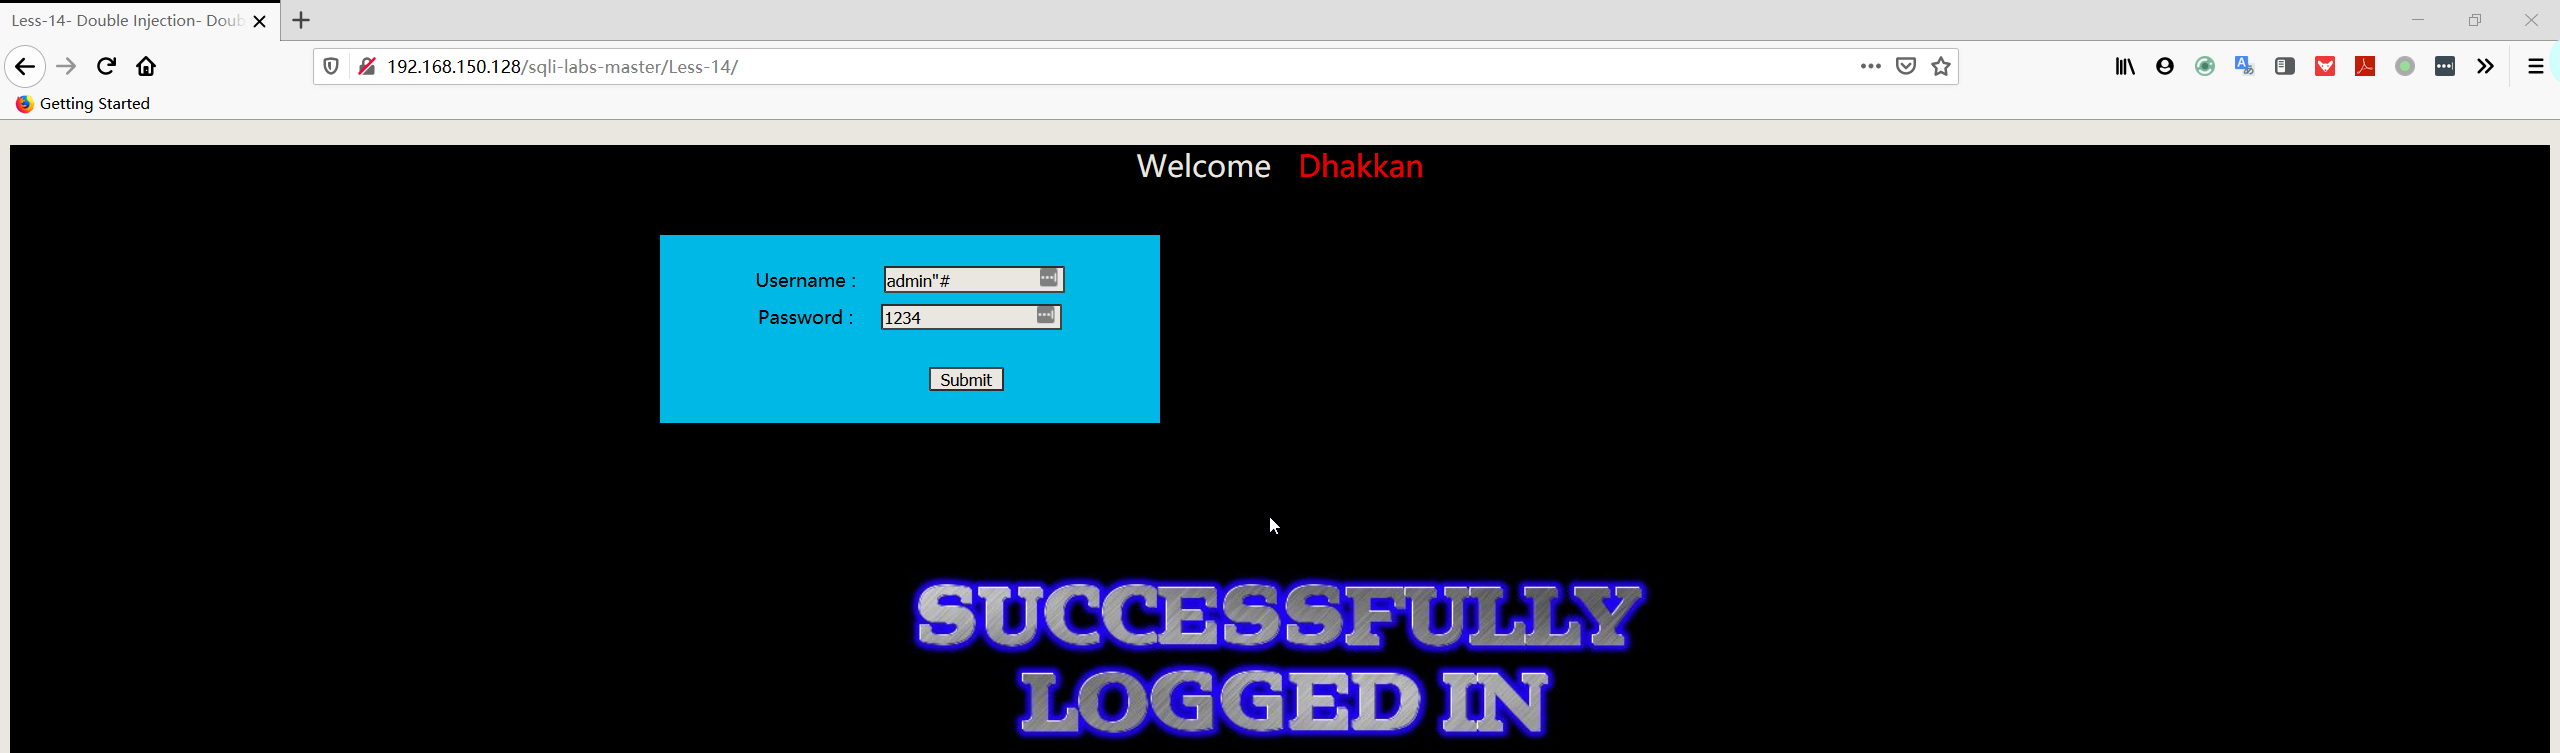 Less-14- Double Injection- Doub
192.168.150.128/sqli-labs-master/Less-14/
Getting Started
Welcome Dhakkan
Username : admin"#
Password : 1234
Submit
SUCCESSFULLY
LOGGED IN